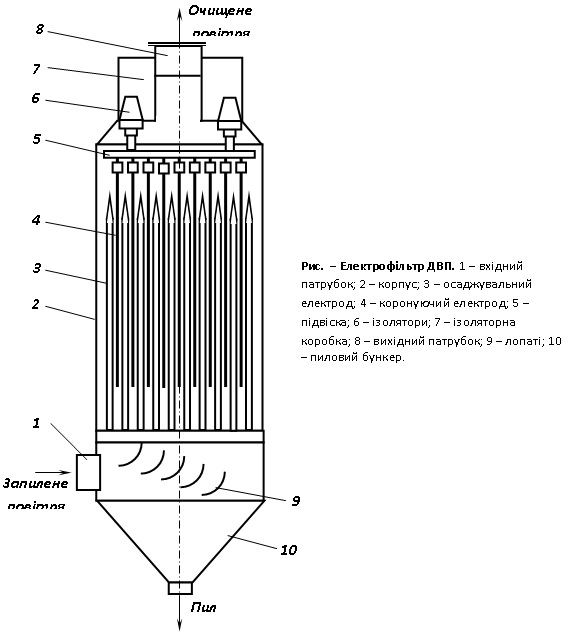 Очищене
повітря
8
7
6
5
4
3
2
1
Запилене
повітря
9
10
Пил
Рис. – Електрофільтр ДВП. 1 – вхідний
патрубок; 2 – корпус; 3 – осаджувальний
електрод; 4 – коронуючий електрод; 5 –
підвіска; 6 – ізолятори; 7 – ізоляторна
коробка; 8 – вихідний патрубок; 9 – лопаті; 10
– пиловий бункер.